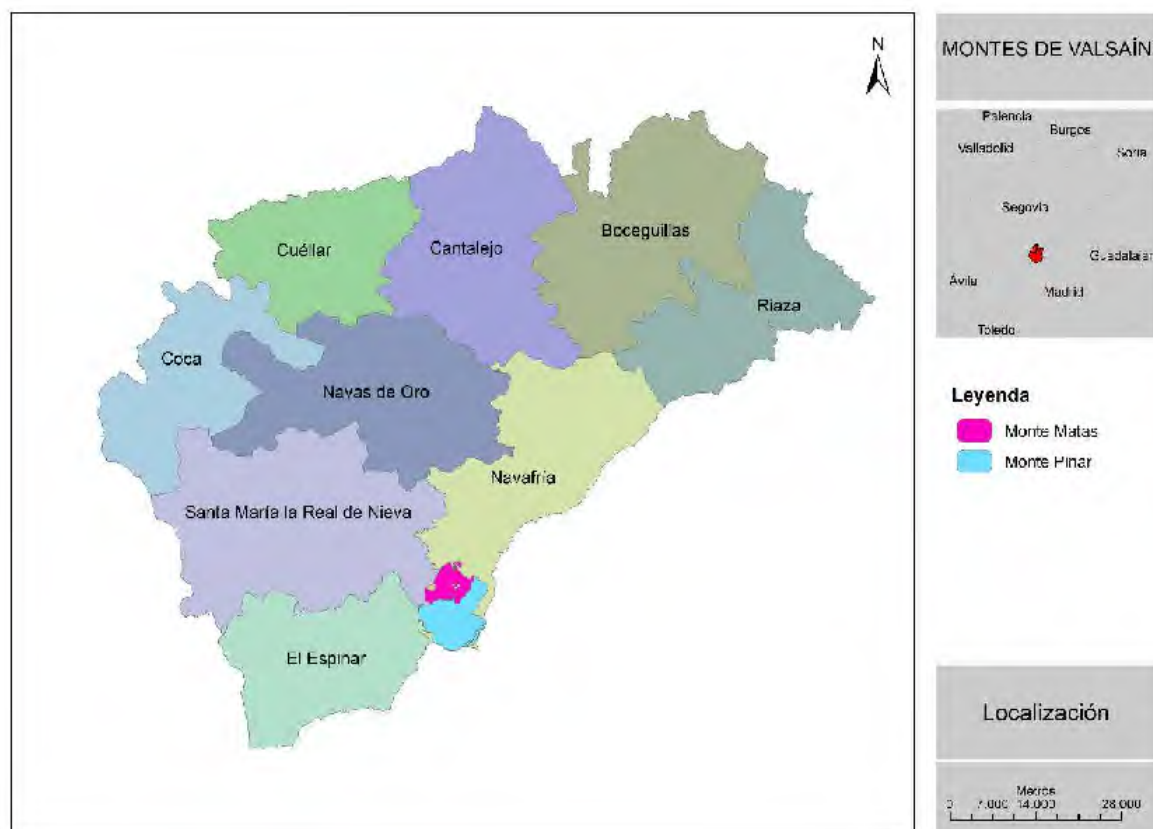 N
Cuéllar
Cantalejo
Boceguillas
Riaza
Coca
Navas de Oro
Navafría
Santa María la Real de Nieva
El Espinar
MONTES DE VALSAÍN
Palencia
Burgos
Valladolid
Soria
Segovia
Guadalajar
Ávila
Madrid
Toledo
Leyenda
Monte Matas
Monte Pinar
Localización
Metros
0 7.000 14.000 28.000